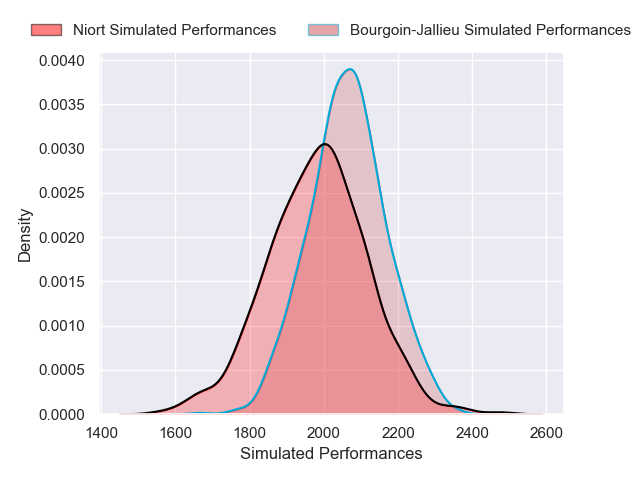 Niort Simulated Performances
Bourgoin-Jallieu Simulated Performances
Density
0.0040
0.0035
0.0030
0.0025
0.0020
0.0015
0.0010
0.0005
0.0000
1400 1600 1800 2000 2200 2400 2600
Simulated Performances